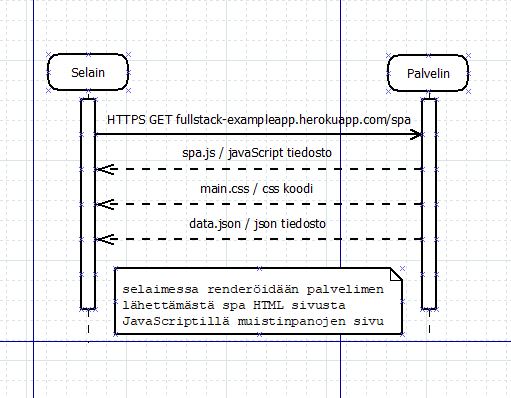 Selain
Palvelin
HTTPS GET fullstack-exampleapp.herokuapp.com/spa
spa.js / javaScript tiedosto
main.css / css koodi
data.json / json tiedosto
selaimessa renderöidään palvelimen
lähettämästä spa HTML sivusta
JavaScriptillä muistinpanojen sivu